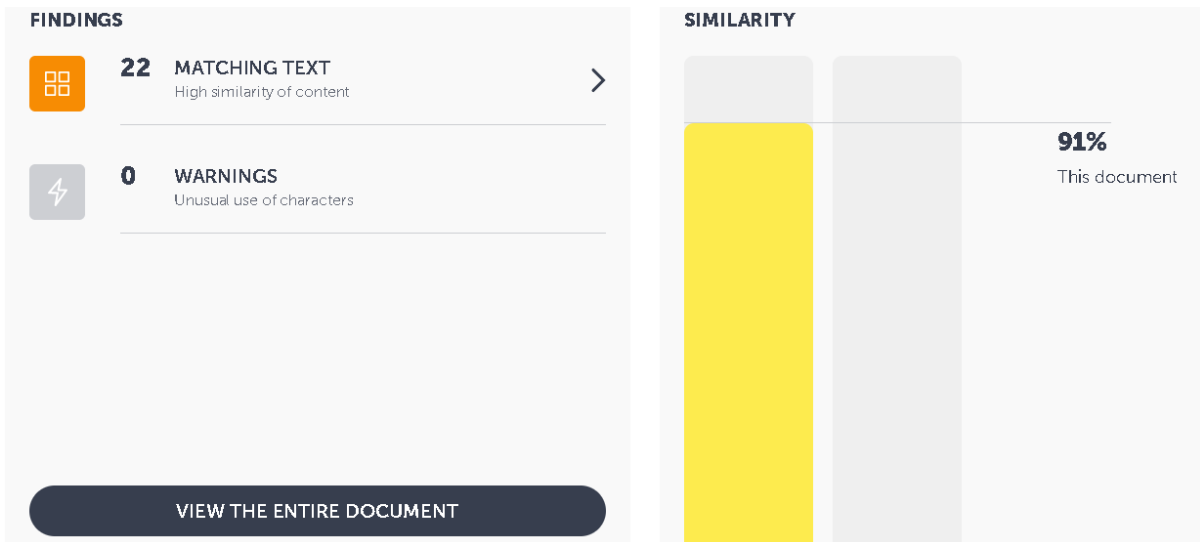 FINDINGS
22 MATCHING TEXT
High similarity of content
0 WARNINGS
Unusual use of characters
VIEW THE ENTIRE DOCUMENT
SIMILARITY
91%
This document